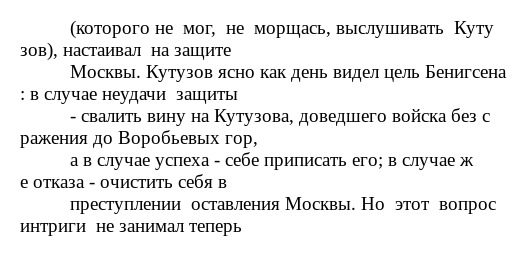 (которого не мог, не морщась, выслушивать Куту
зов), настаивал на защите
Москвы. Кутузов ясно как день видел цель Бенигсена
: в случае неудачи защиты
- свалить вину на Кутузова, доведшего войска без с
ражения до Воробьевых гор,
а в случае успеха - себе приписать его; в случае ж
е отказа - очистить себя в
преступлении оставления Москвы. Но этот вопрос
интриги не занимал теперь